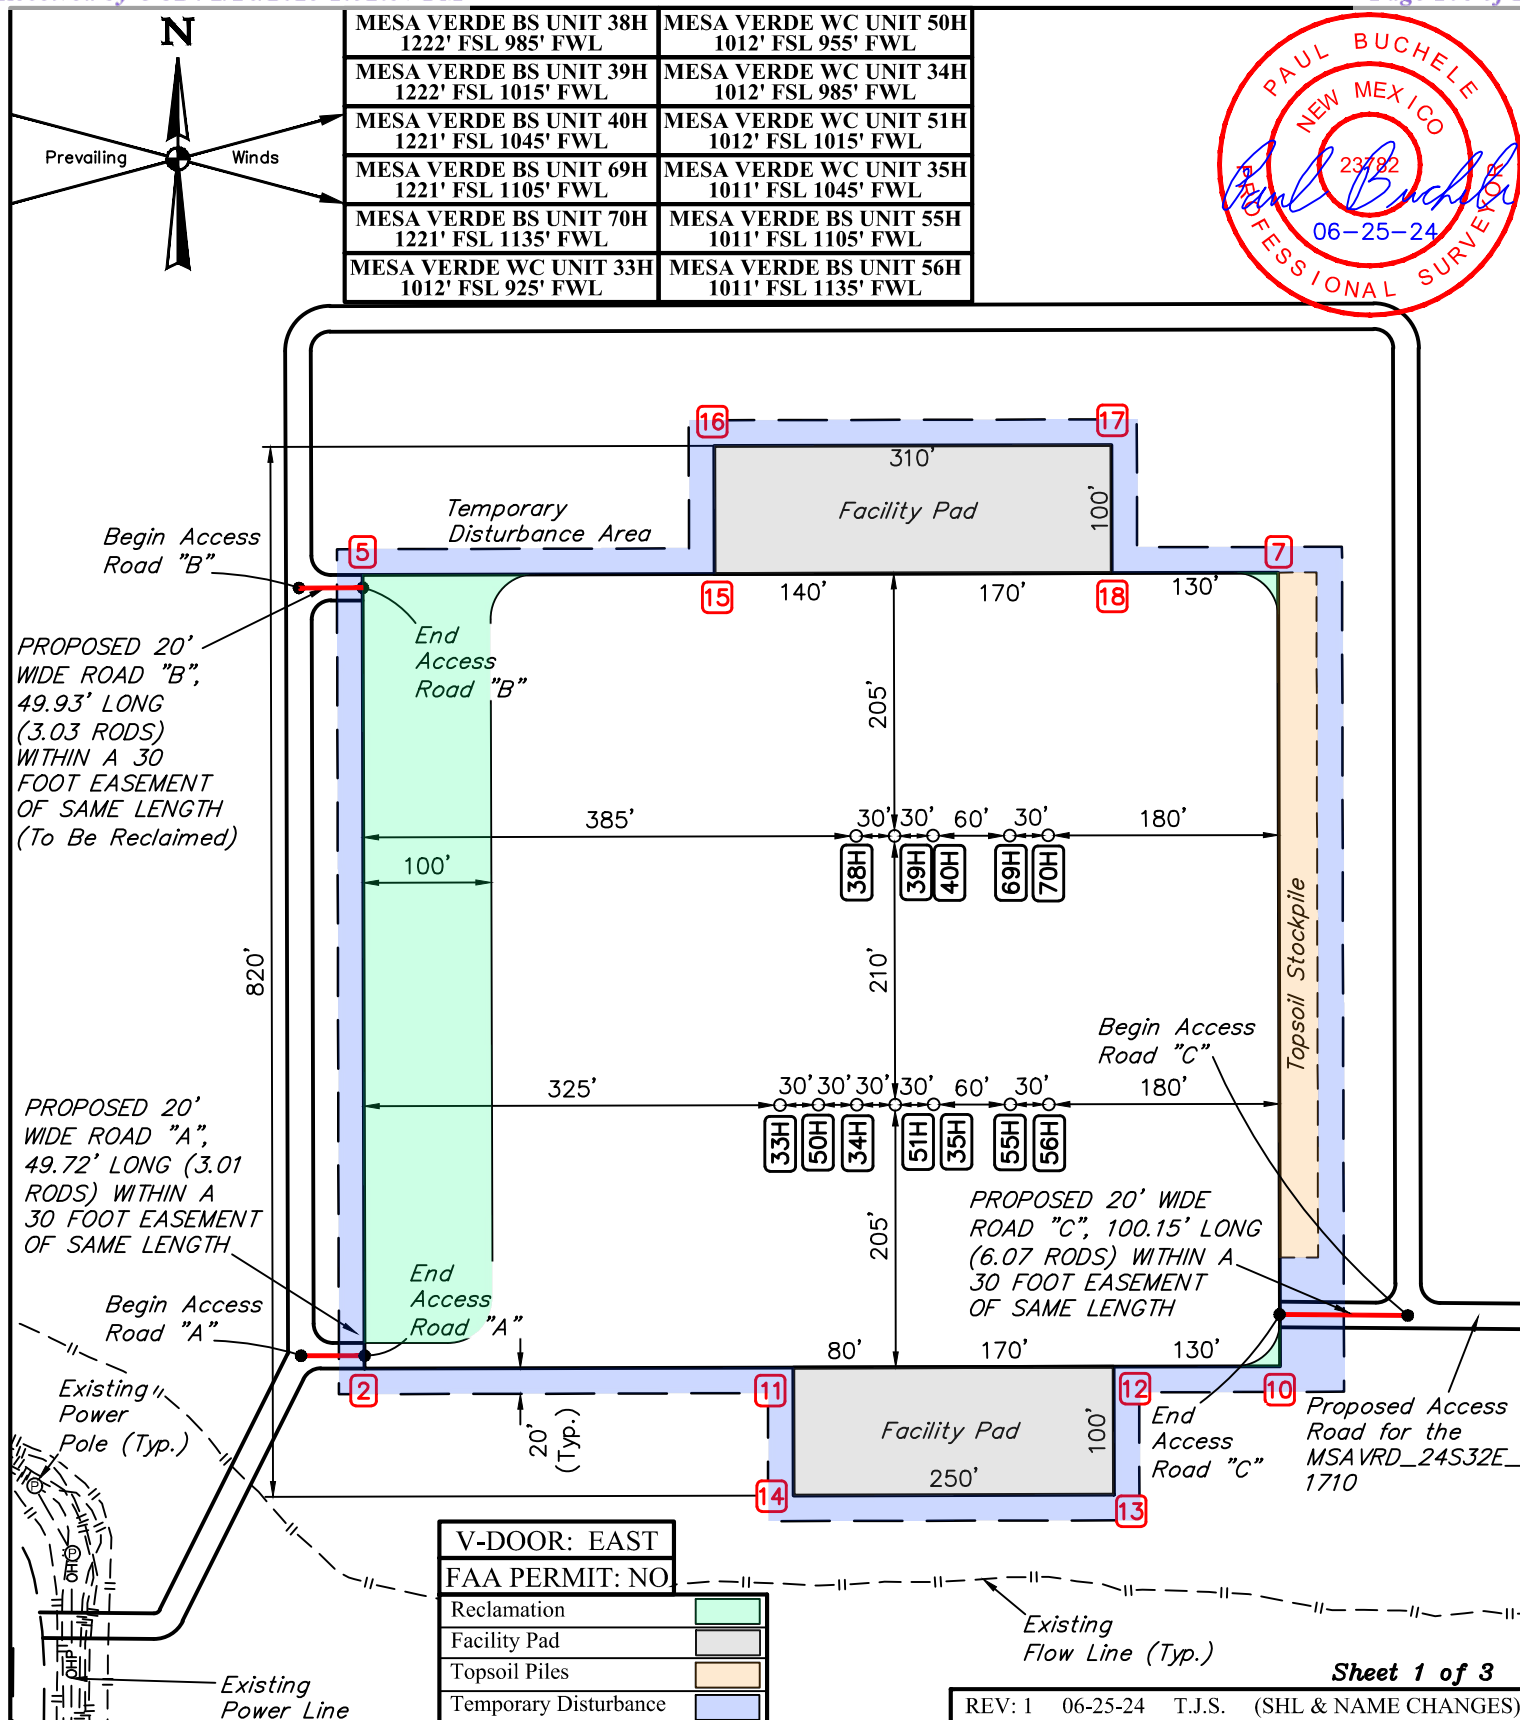 N
Prevailing
Winds
MESA VERDE BS UNIT 38H
1222' FSL 985' FWL
MESA VERDE WC UNIT 50H
1012' FSL 955' FWL
MESA VERDE BS UNIT 39H
1222' FSL 1015' FWL
MESA VERDE WC UNIT 34H
1012' FSL 985' FWL
MESA VERDE BS UNIT 40H
1221' FSL 1045' FWL
MESA VERDE WC UNIT 51H
1012' FSL 1015' FWL
MESA VERDE BS UNIT 69H
1221' FSL 1105' FWL
MESA VERDE WC UNIT 35H
1011' FSL 1045' FWL
MESA VERDE BS UNIT 70H
1221' FSL 1135' FWL
MESA VERDE BS UNIT 55H
1011' FSL 1105' FWL
MESA VERDE WC UNIT 33H
1012' FSL 925' FWL
MESA VERDE BS UNIT 56H
1011' FSL 1135' FWL
PAUL BUCHELE
NEW MEXICO
23782
Paul Buchele
06-25-24
PROFESSIONAL SURVEYOR
16
17
310'
Facility Pad
100'
Temporary
Disturbance Area
Begin Access
Road "B"
5
7
15
140'
170'
18
130'
End
Access
Road "B"
PROPOSED 20'
WIDE ROAD "B",
49.93' LONG
(3.03 RODS)
WITHIN A 30
FOOT EASEMENT
OF SAME LENGTH
(To Be Reclaimed)
205'
385'
30'
30'
60'
30'
180'
100'
38H
39H
40H
69H
70H
820'
210'
Topsoil Stockpile
Begin Access
Road "C"
325'
30'
30'
30'
30'
60'
30'
180'
33H
50H
34H
51H
35H
55H
56H
PROPOSED 20'
WIDE ROAD "A",
49.72' LONG (3.01
RODS) WITHIN A
30 FOOT EASEMENT
OF SAME LENGTH
205'
PROPOSED 20' WIDE
ROAD "C", 100.15' LONG
(6.07 RODS) WITHIN A
30 FOOT EASEMENT
OF SAME LENGTH
End
Access
Road "A"
Begin Access
Road "A"
80'
170'
130'
2
11
12
10
Existing
Power
Pole (Typ.)
20'
(Typ.)
Facility Pad
100'
250'
End
Access
Road "C"
Proposed Access
Road for the
MSAVRD_24S32E_
1710
14
13
P
P
OHP
OHP
V-DOOR: EAST
FAA PERMIT: NO
Reclamation
Facility Pad
Topsoil Piles
Temporary Disturbance
Existing
Flow Line (Typ.)
Existing
Power Line
Sheet 1 of 3
REV: 1 06-25-24 T.J.S. (SHL & NAME CHANGES)